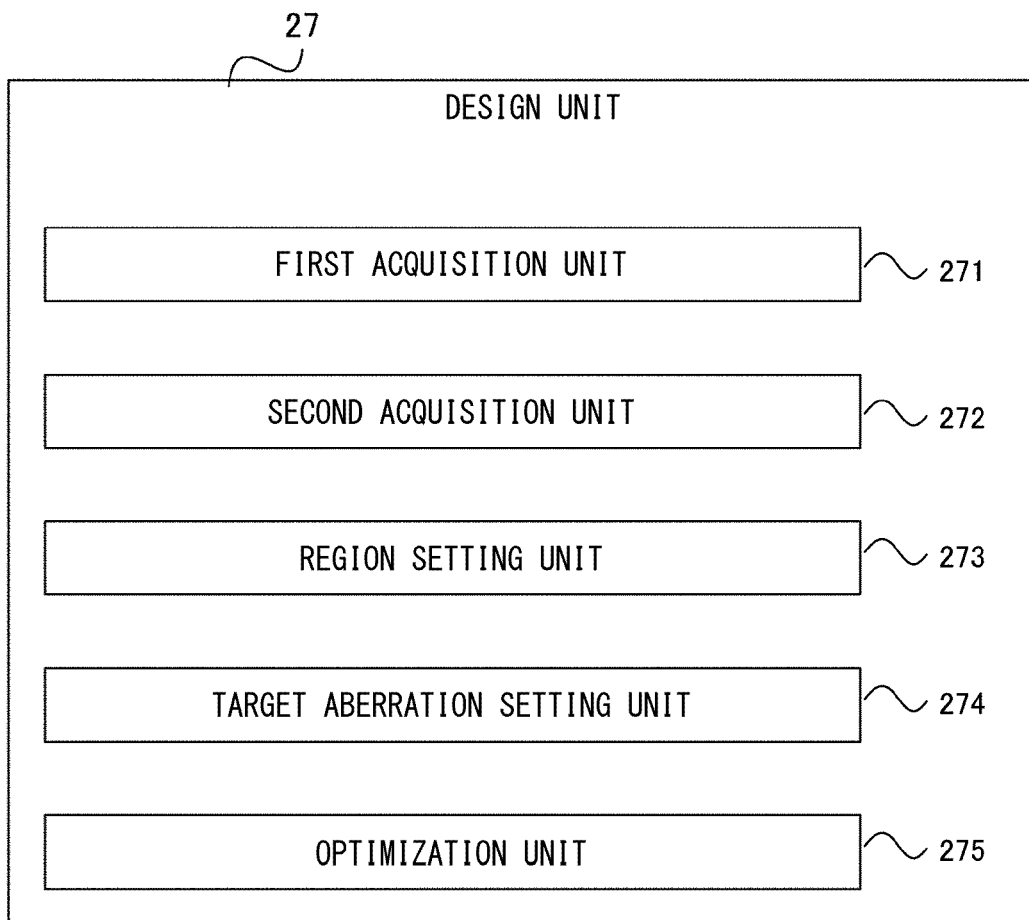 27
DESIGN UNIT
FIRST ACQUISITION UNIT
271
SECOND ACQUISITION UNIT
272
REGION SETTING UNIT
273
TARGET ABERRATION SETTING UNIT
274
OPTIMIZATION UNIT
275